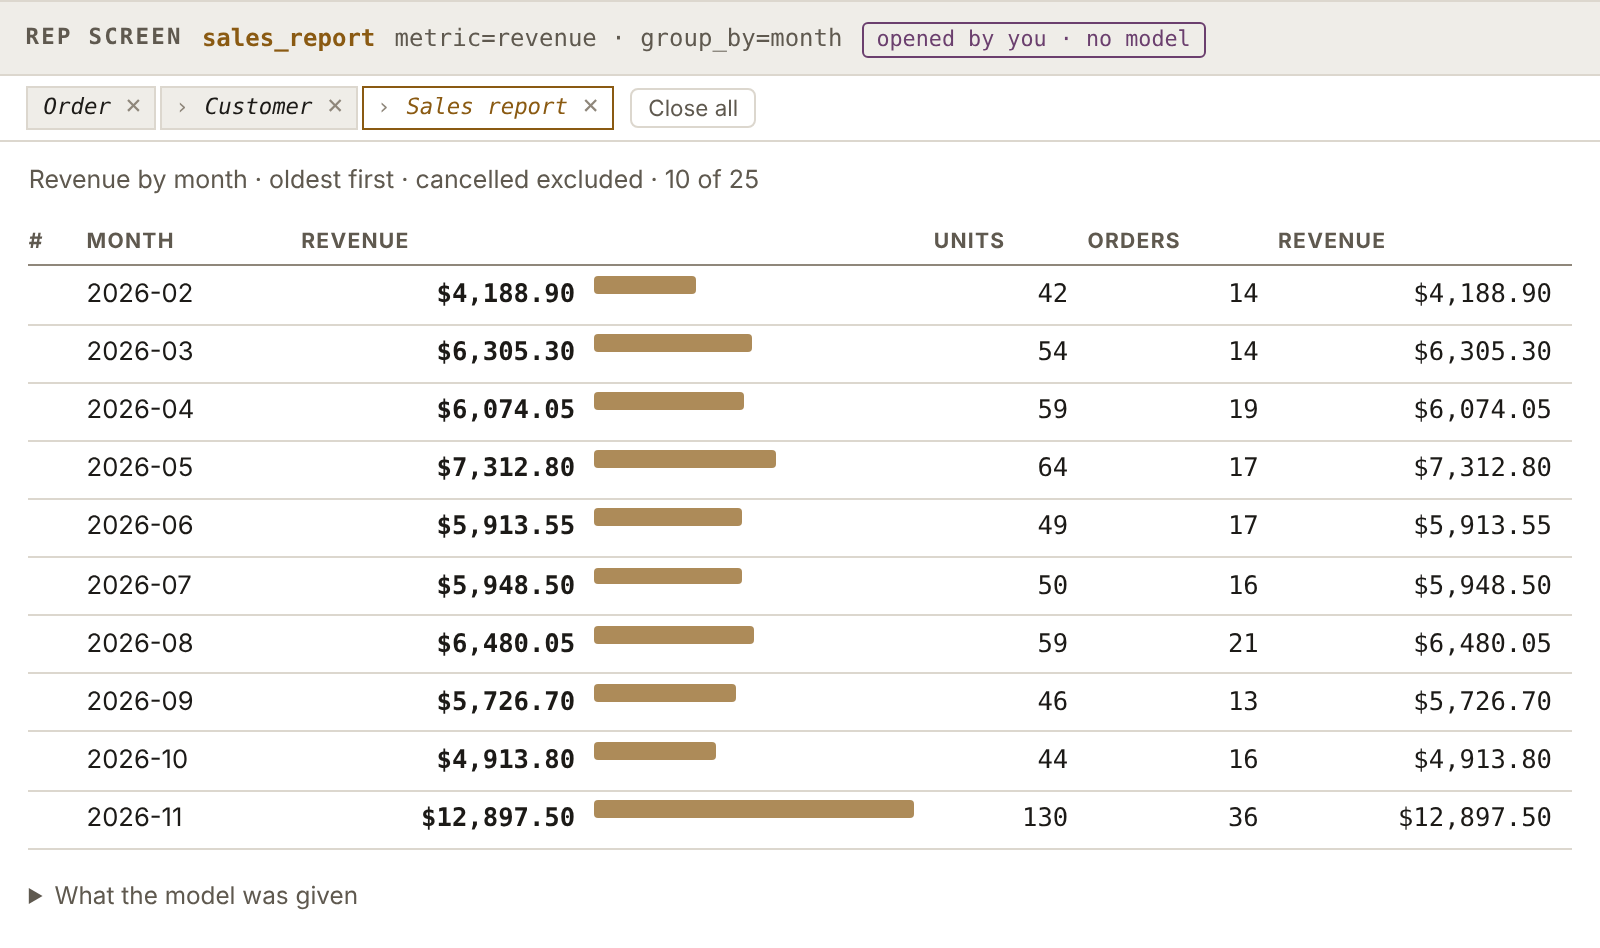 REP SCREEN sales_report metric=revenue · group_by=month opened by you · no model
Order × › Customer × › Sales report × Close all
Revenue by month · oldest first · cancelled excluded · 10 of 25
# MONTH REVENUE UNITS ORDERS REVENUE
2026-02 $4,188.90 42 14 $4,188.90
2026-03 $6,305.30 54 14 $6,305.30
2026-04 $6,074.05 59 19 $6,074.05
2026-05 $7,312.80 64 17 $7,312.80
2026-06 $5,913.55 49 17 $5,913.55
2026-07 $5,948.50 50 16 $5,948.50
2026-08 $6,480.05 59 21 $6,480.05
2026-09 $5,726.70 46 13 $5,726.70
2026-10 $4,913.80 44 16 $4,913.80
2026-11 $12,897.50 130 36 $12,897.50
▶ What the model was given